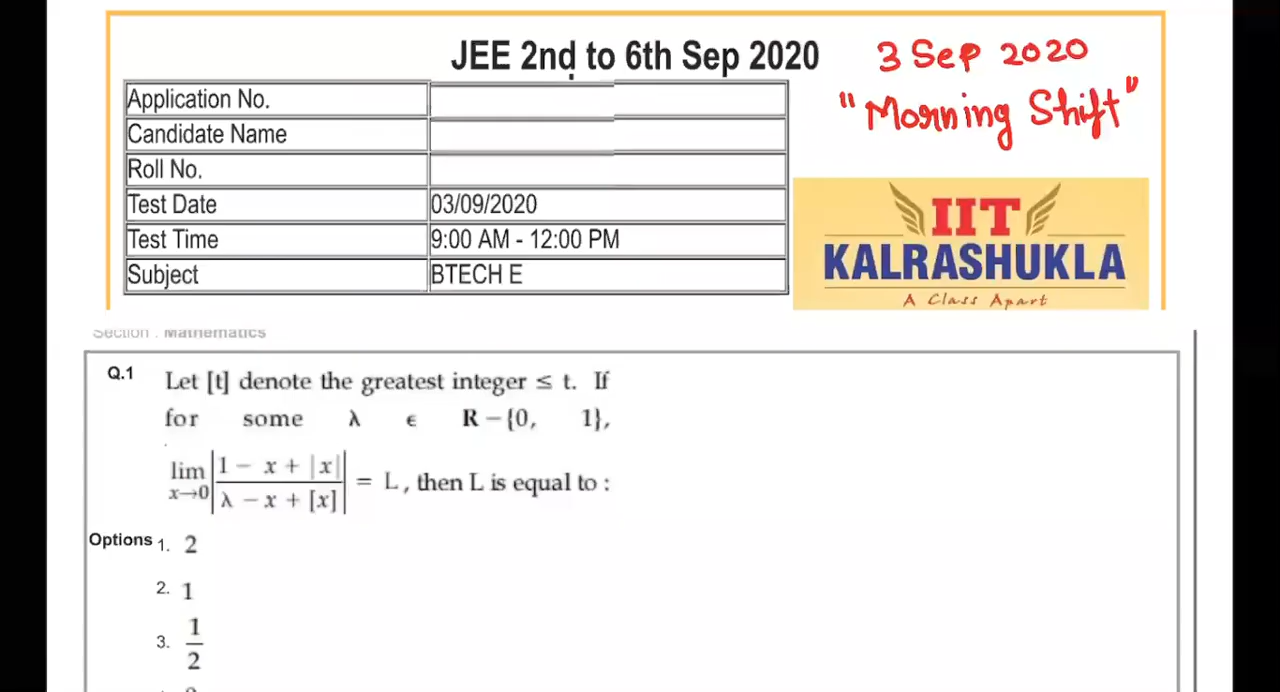 JEE 2nd to 6th Sep 2020
3 Sep 2020
"Morning Shift"
Application No.
Candidate Name
Roll No.
Test Date 03/09/2020
Test Time 9:00 AM - 12:00 PM
Subject BTECH E
IIT
KALRASHUKLA
A Class Apart
Section : Mathematics
Q.1 Let [t] denote the greatest integer ≤ t. If
for some λ ϵ R – {0, 1},
lim x→0 |(1 – x + |x|)/(λ – x + [x])| = L, then L is equal to :
Options 1. 2
2. 1
3. 1/2